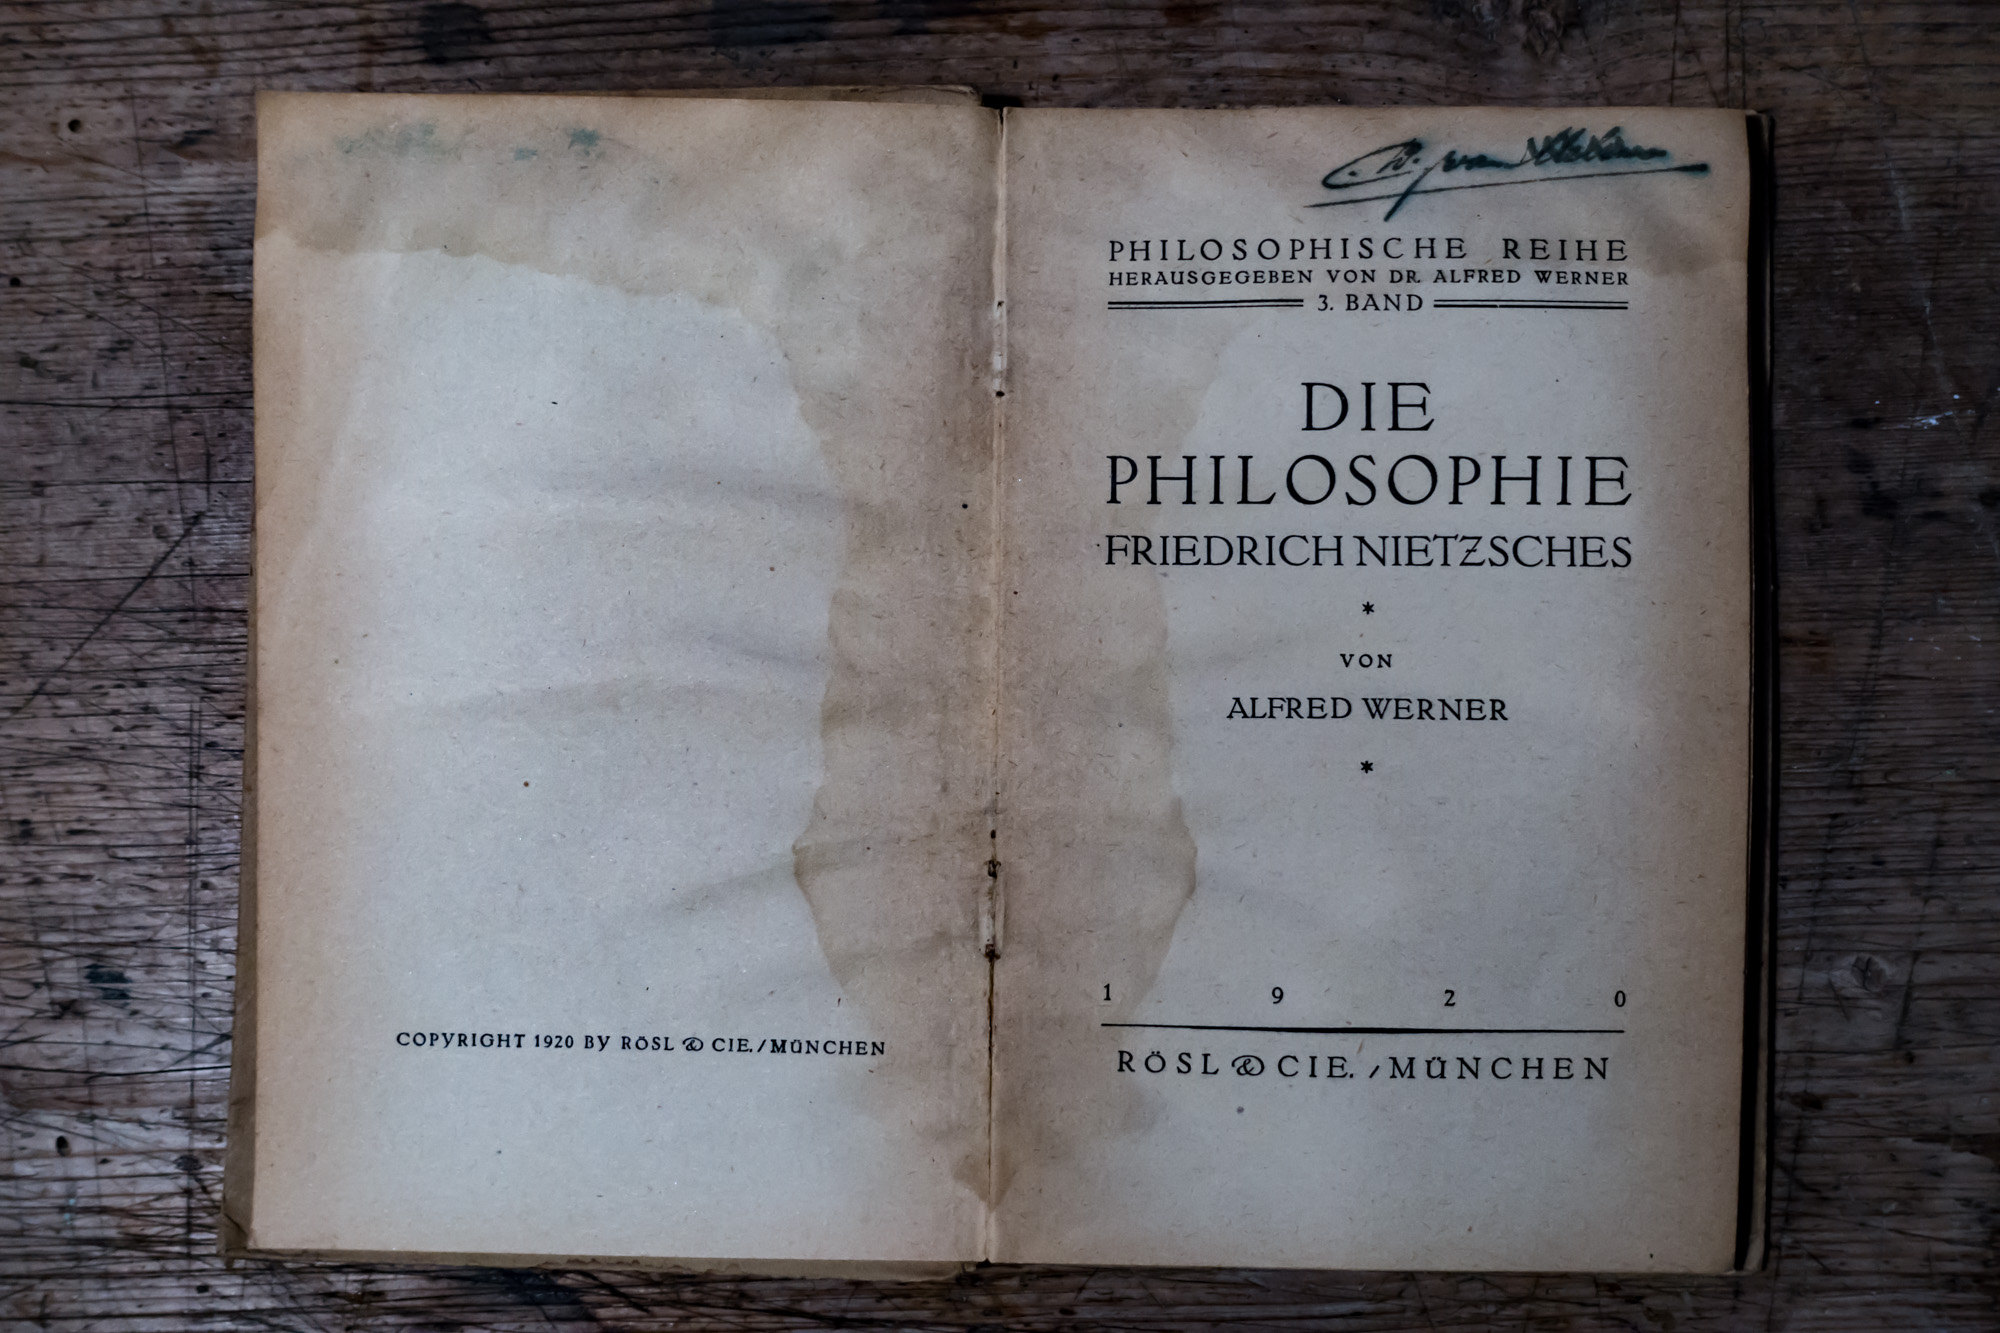 COPYRIGHT 1920 BY RÖSL & CIE./MÜNCHEN
PHILOSOPHISCHE REIHE
HERAUSGEGEBEN VON DR. ALFRED WERNER
3. BAND
DIE
PHILOSOPHIE
FRIEDRICH NIETZSCHES
*
VON
ALFRED WERNER
*
1 9 2 0
RÖSL & CIE. / MÜNCHEN